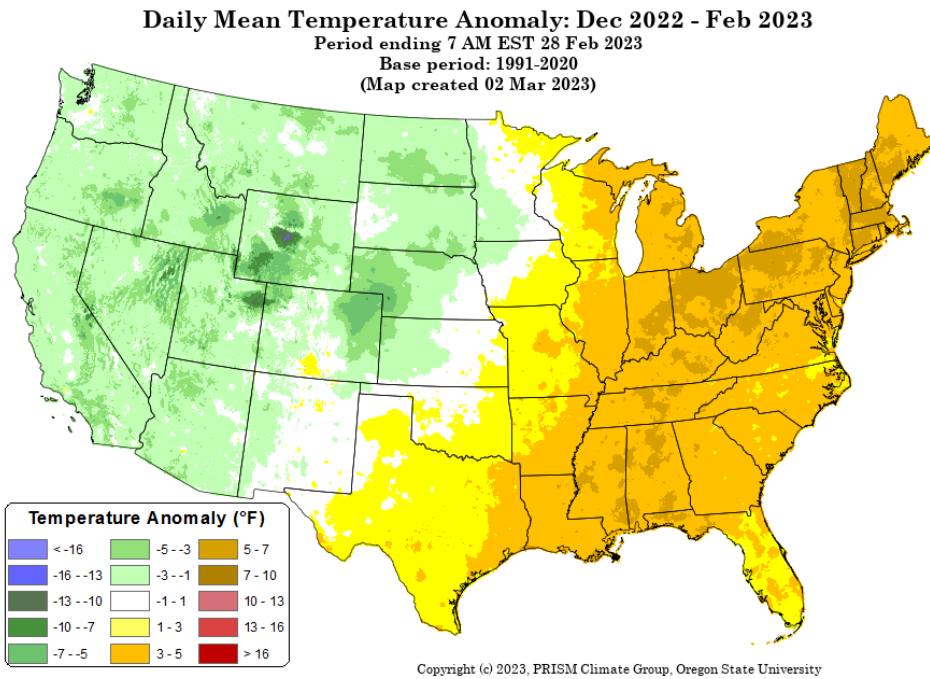 Daily Mean Temperature Anomaly: Dec 2022 - Feb 2023
Period ending 7 AM EST 28 Feb 2023
Base period: 1991-2020
(Map created 02 Mar 2023)
Temperature Anomaly (°F)
< -16
-16 - -13
-13 - -10
-10 - -7
-7 - -5
-5 - -3
-3 - -1
-1 - 1
1 - 3
3 - 5
5 - 7
7 - 10
10 - 13
13 - 16
> 16
Copyright (c) 2023, PRISM Climate Group, Oregon State University